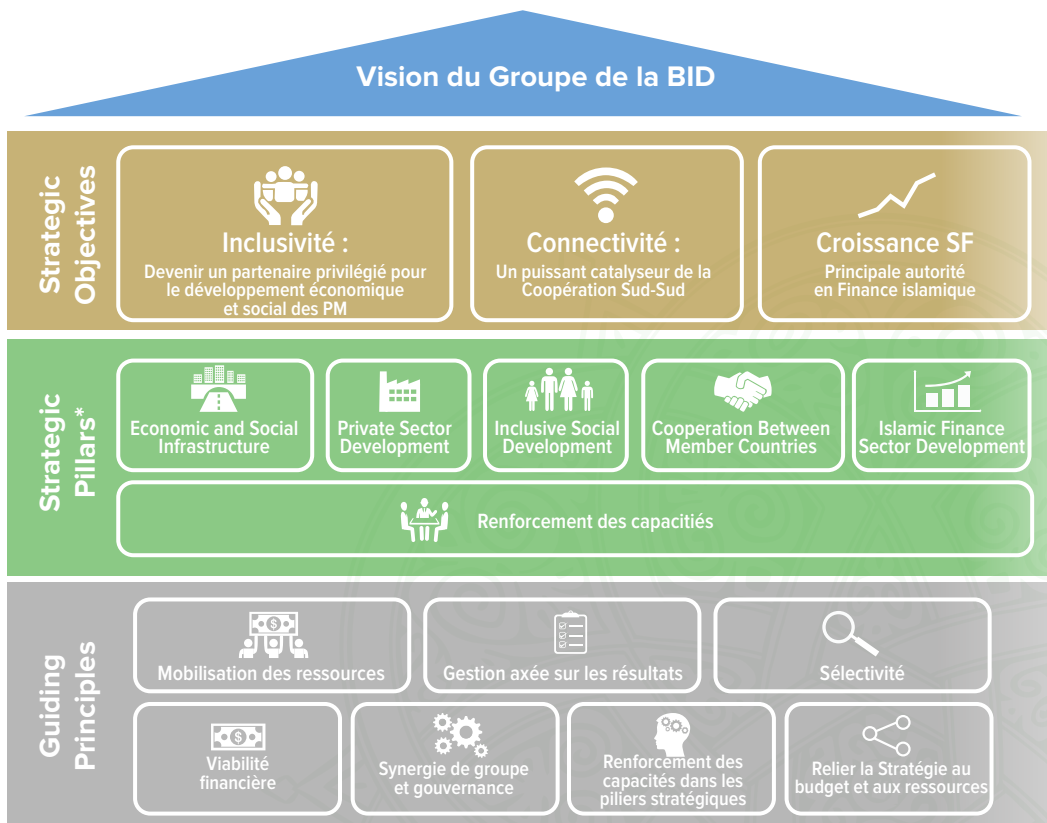 Vision du Groupe de la BID
Strategic
Objectives
Inclusivité :
Devenir un partenaire privilégié pour
le développement économique
et social des PM
Connectivité :
Un puissant catalyseur de la
Coopération Sud-Sud
Croissance SF
Principale autorité
en Finance islamique
Strategic
Pillars*
Economic and Social
Infrastructure
Private Sector
Development
Inclusive Social
Development
Cooperation Between
Member Countries
Islamic Finance
Sector Development
Renforcement des capacitiés
Guiding
Principles
Mobilisation des ressources
Gestion axée sur les résultats
Sélectivité
Viabilité
financière
Synergie de groupe
et gouvernance
Renforcement des
capacités dans les
piliers stratégiques
Relier la Stratégie au
budget et aux ressources